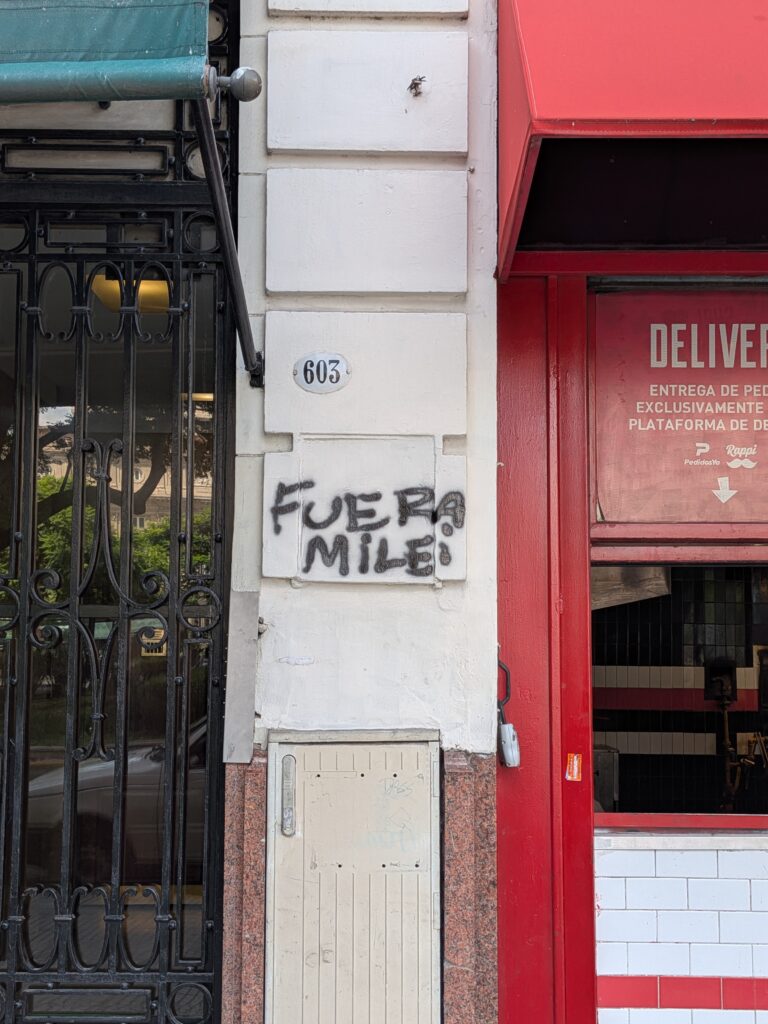 603
FUERA
MiLEi
DELIVER
ENTREGA DE PED
EXCLUSIVAMENTE
PLATAFORMA DE DE
PedidosYa Rappi